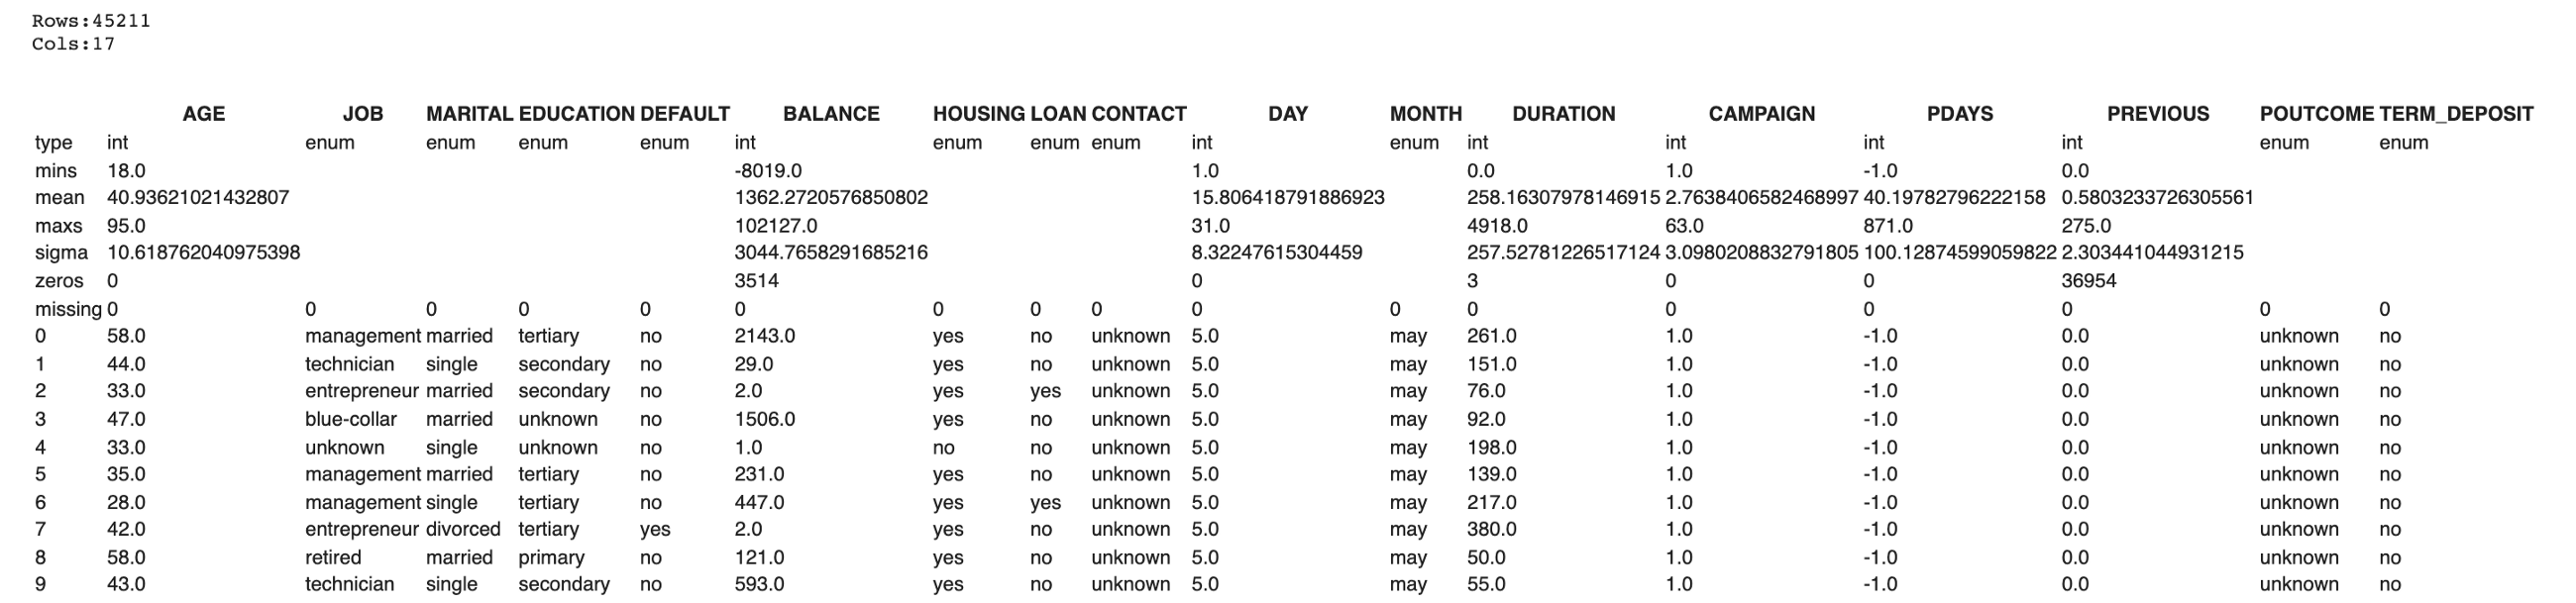 Rows:45211
Cols:17
AGE JOB MARITAL EDUCATION DEFAULT BALANCE HOUSING LOAN CONTACT DAY MONTH DURATION CAMPAIGN PDAYS PREVIOUS POUTCOME TERM_DEPOSIT
type int enum enum enum enum int enum enum enum int enum int int int int enum enum
mins 18.0 -8019.0 1.0 0.0 1.0 -1.0 0.0
mean 40.93621021432807 1362.2720576850802 15.806418791886923 258.16307978146915 2.7638406582468997 40.19782796222158 0.5803233726305561
maxs 95.0 102127.0 31.0 4918.0 63.0 871.0 275.0
sigma 10.618762040975398 3044.7658291685216 8.32247615304459 257.52781226517124 3.0980208832791805 100.12874599059822 2.303441044931215
zeros 0 3514 0 3 0 0 36954
missing 0 0 0 0 0 0 0 0 0 0 0 0 0 0 0 0 0
0 58.0 management married tertiary no 2143.0 yes no unknown 5.0 may 261.0 1.0 -1.0 0.0 unknown no
1 44.0 technician single secondary no 29.0 yes no unknown 5.0 may 151.0 1.0 -1.0 0.0 unknown no
2 33.0 entrepreneur married secondary no 2.0 yes yes unknown 5.0 may 76.0 1.0 -1.0 0.0 unknown no
3 47.0 blue-collar married unknown no 1506.0 yes no unknown 5.0 may 92.0 1.0 -1.0 0.0 unknown no
4 33.0 unknown single unknown no 1.0 no no unknown 5.0 may 198.0 1.0 -1.0 0.0 unknown no
5 35.0 management married tertiary no 231.0 yes no unknown 5.0 may 139.0 1.0 -1.0 0.0 unknown no
6 28.0 management single tertiary no 447.0 yes yes unknown 5.0 may 217.0 1.0 -1.0 0.0 unknown no
7 42.0 entrepreneur divorced tertiary yes 2.0 yes no unknown 5.0 may 380.0 1.0 -1.0 0.0 unknown no
8 58.0 retired married primary no 121.0 yes no unknown 5.0 may 50.0 1.0 -1.0 0.0 unknown no
9 43.0 technician single secondary no 593.0 yes no unknown 5.0 may 55.0 1.0 -1.0 0.0 unknown no